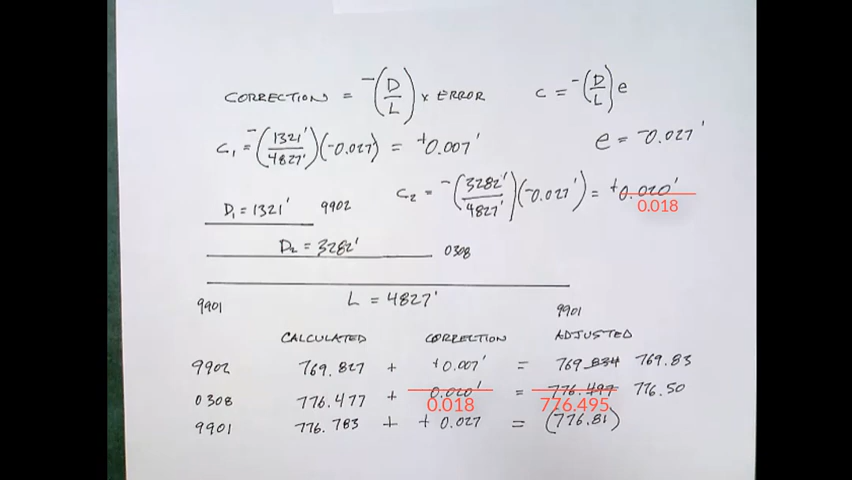 CORRECTION = -(D/L) x ERROR
C = -(D/L) e
C₁ = -(1321'/4827')(-0.027) = +0.007'
e = -0.027'
C₂ = -(3282'/4827')(-0.027') = +0.020'
0.018
D₁ = 1321' 9902
D₂ = 3282' 0308
9901 L = 4827' 9901
CALCULATED CORRECTION ADJUSTED
9902 769.827 + +0.007' = 769.834 769.83
0308 776.477 + 0.020' = 776.497 776.50
0.018 776.495
9901 776.783 + +0.027 = (776.81)